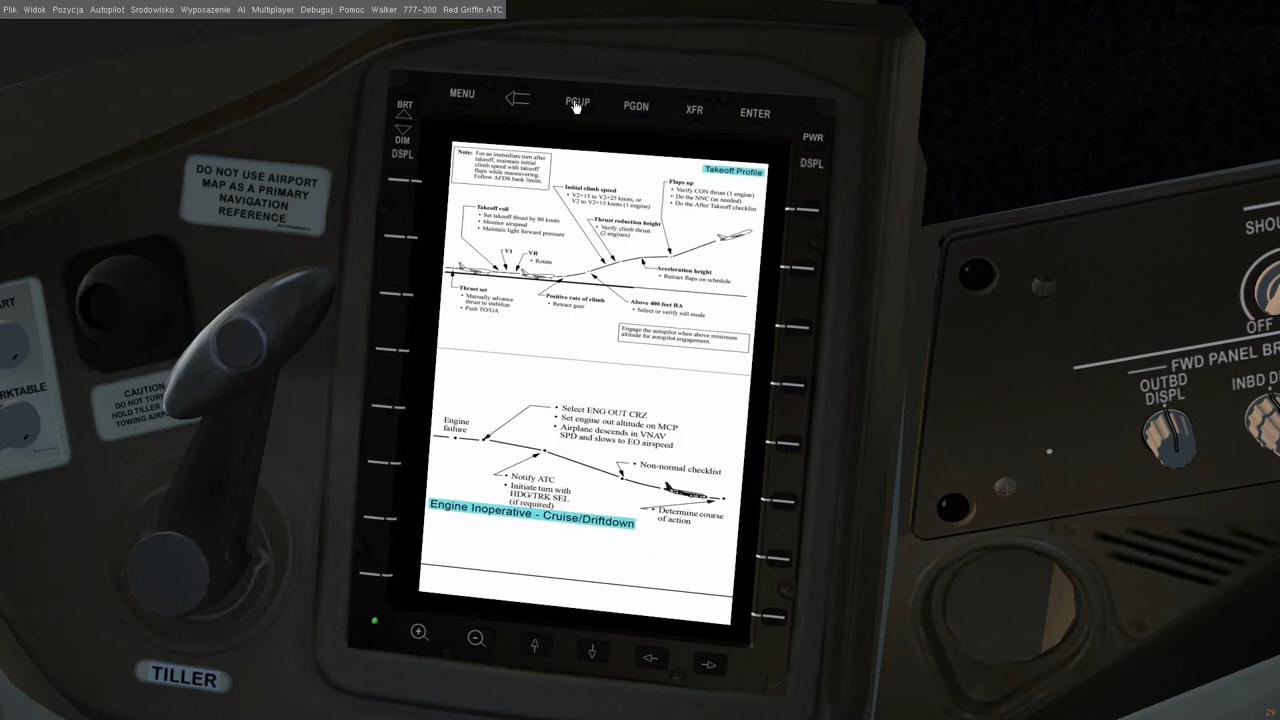 Plik Widok Pozycja Autopilot Srodowisko Wyposazenie AI Multiplayer Debuguj Pomoc Walker 777-300 Red Griffin ATC
MENU
PGUP
PGDN
XFR
ENTER
BRT
DIM
DSPL
PWR
DSPL
DO NOT USE AIRPORT
MAP AS A PRIMARY
NAVIGATION
REFERENCE
Note: For an immediate turn after
takeoff, maintain initial
climb speed with takeoff
flaps while maneuvering.
Follow AFDS bank limits.
Takeoff Profile
Initial climb speed
• V2+15 to V2+25 knots, or
V2 to V2+15 knots (1 engine)
Flaps up
• Verify CON thrust (1 engine)
• Do the NNC (as needed)
• Do the After Takeoff checklist
Takeoff roll
• Set takeoff thrust by 80 knots
• Monitor airspeed
• Maintain light forward pressure
Thrust reduction height
• Verify climb thrust
(2 engines)
V1
VR
• Rotate
Acceleration height
• Retract flaps on schedule
Thrust set
• Manually advance
thrust to stabilize
• Push TO/GA
Positive rate of climb
• Retract gear
Above 400 feet RA
• Select or verify roll mode
Engage the autopilot when above minimum
altitude for autopilot engagement.
Engine
failure
• Select ENG OUT CRZ
• Set engine out altitude on MCP
• Airplane descends in VNAV
SPD and slows to EO airspeed
• Non-normal checklist
• Notify ATC
• Initiate turn with
HDG/TRK SEL
(if required)
• Determine course
of action
Engine Inoperative - Cruise/Driftdown
CAUTION
DO NOT TURN
HOLD TILLER
TOWING AIRP
TILLER
OFF
FWD PANEL BR
OUTBD
DISPL
INBD DI
SHOU
29